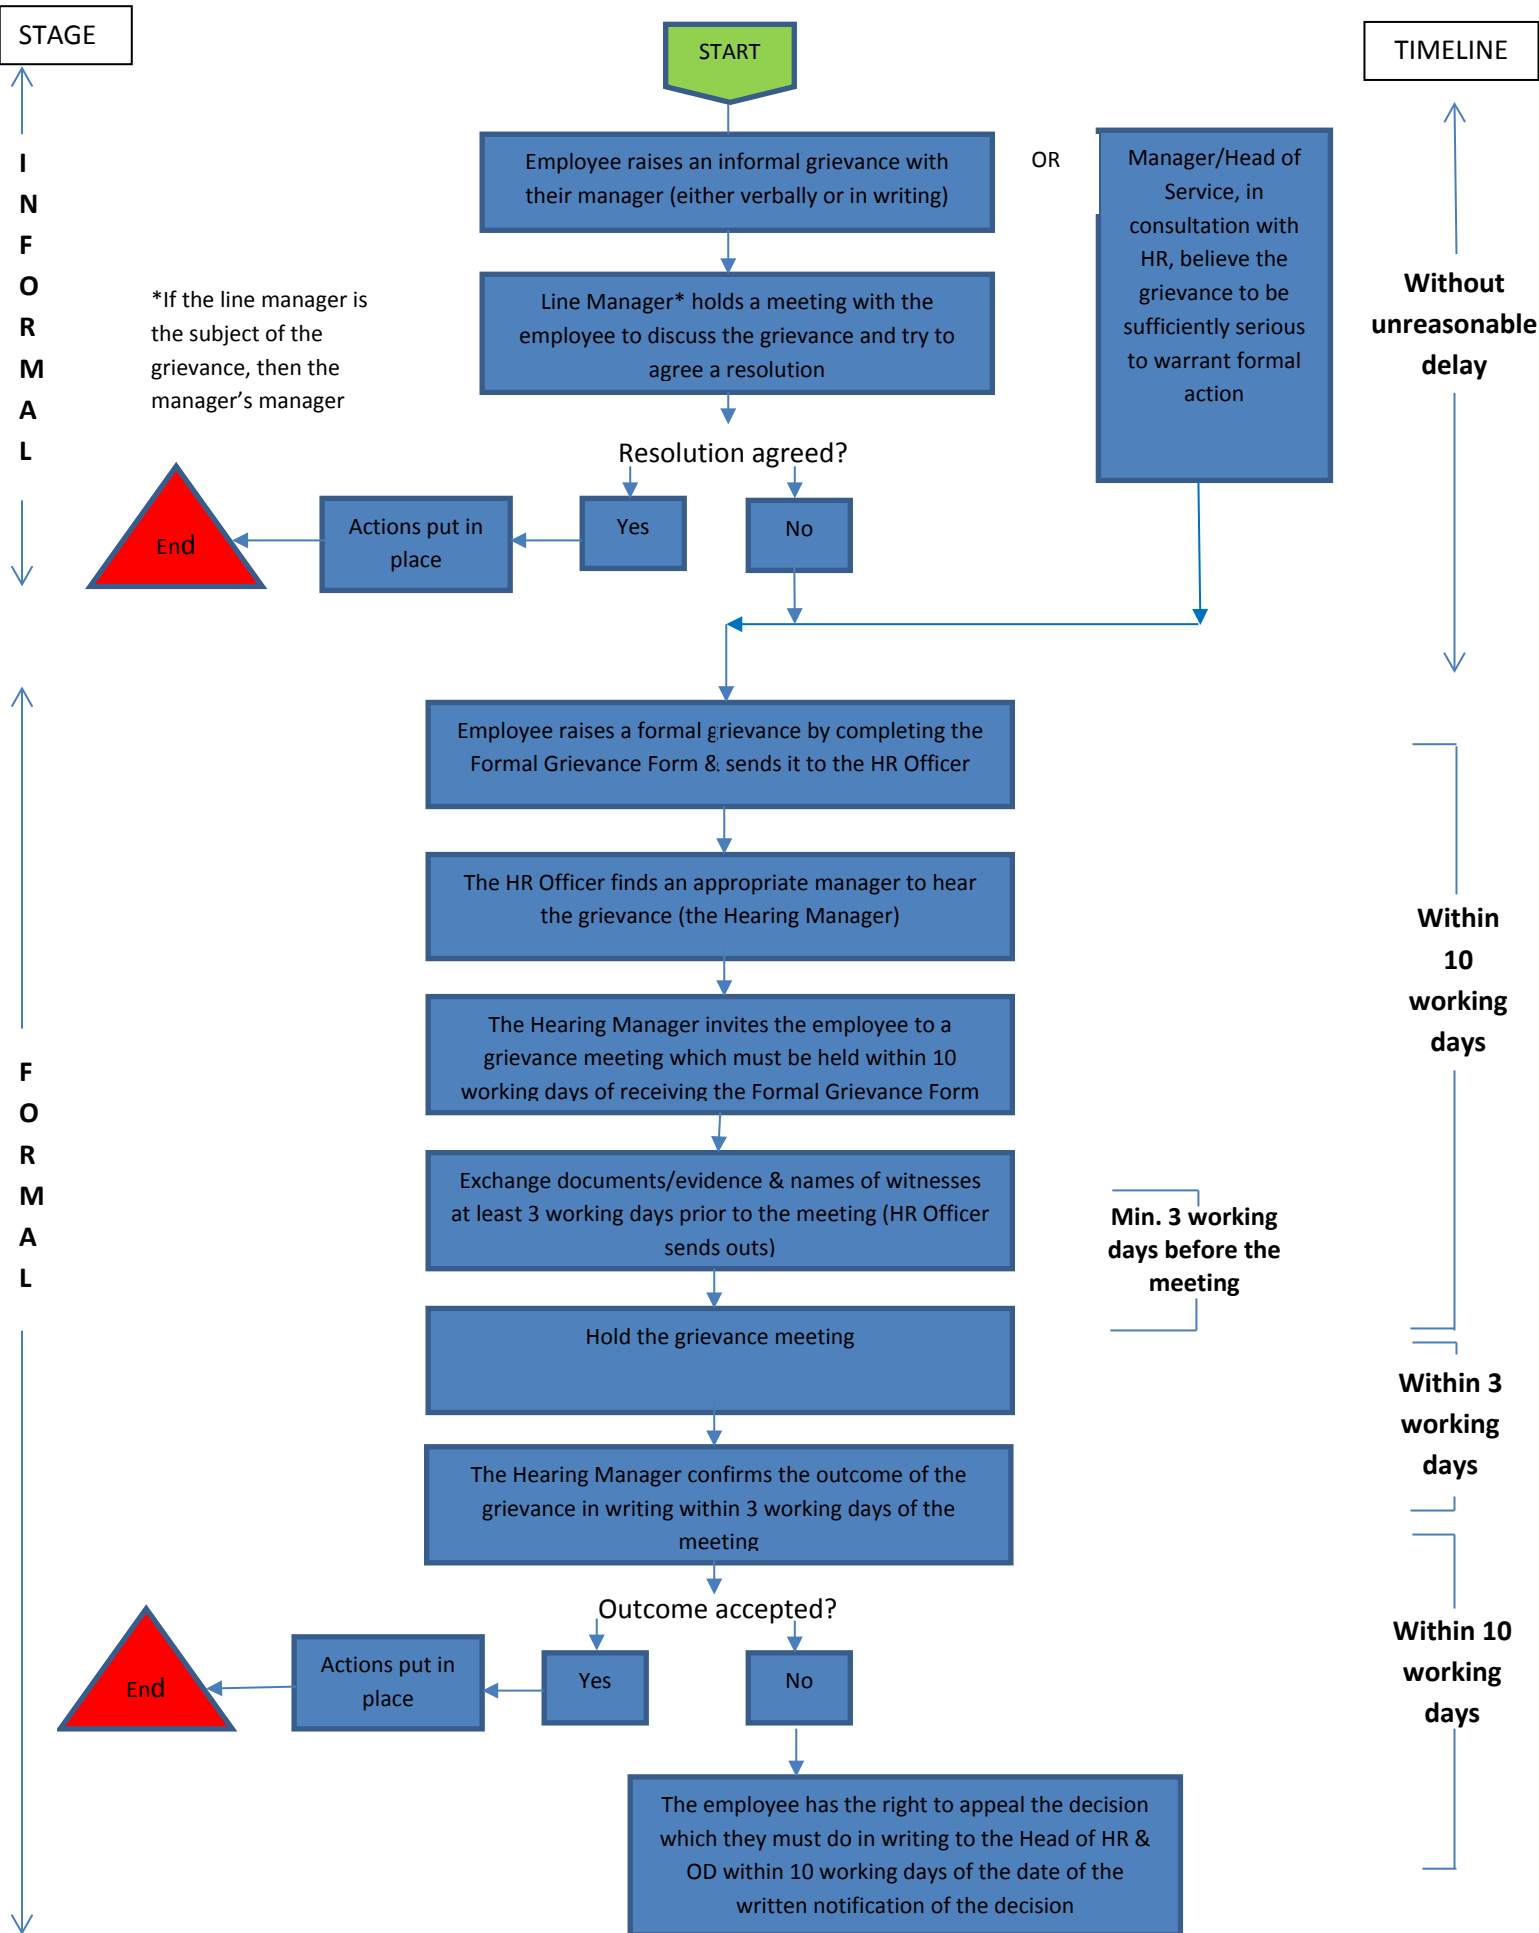 STAGE
START
TIMELINE
I
N
F
O
R
M
A
L
Employee raises an informal grievance with
their manager (either verbally or in writing)
OR
Manager/Head of
Service, in
consultation with
HR, believe the
grievance to be
sufficiently serious
to warrant formal
action
Without
unreasonable
delay
*If the line manager is
the subject of the
grievance, then the
manager’s manager
Line Manager* holds a meeting with the
employee to discuss the grievance and try to
agree a resolution
Resolution agreed?
Yes
No
Actions put in
place
End
F
O
R
M
A
L
Employee raises a formal grievance by completing the
Formal Grievance Form & sends it to the HR Officer
The HR Officer finds an appropriate manager to hear
the grievance (the Hearing Manager)
The Hearing Manager invites the employee to a
grievance meeting which must be held within 10
working days of receiving the Formal Grievance Form
Within
10
working
days
Exchange documents/evidence & names of witnesses
at least 3 working days prior to the meeting (HR Officer
sends outs)
Min. 3 working
days before the
meeting
Hold the grievance meeting
Within 3
working
days
The Hearing Manager confirms the outcome of the
grievance in writing within 3 working days of the
meeting
Outcome accepted?
Yes
No
Actions put in
place
End
Within 10
working
days
The employee has the right to appeal the decision
which they must do in writing to the Head of HR &
OD within 10 working days of the date of the
written notification of the decision